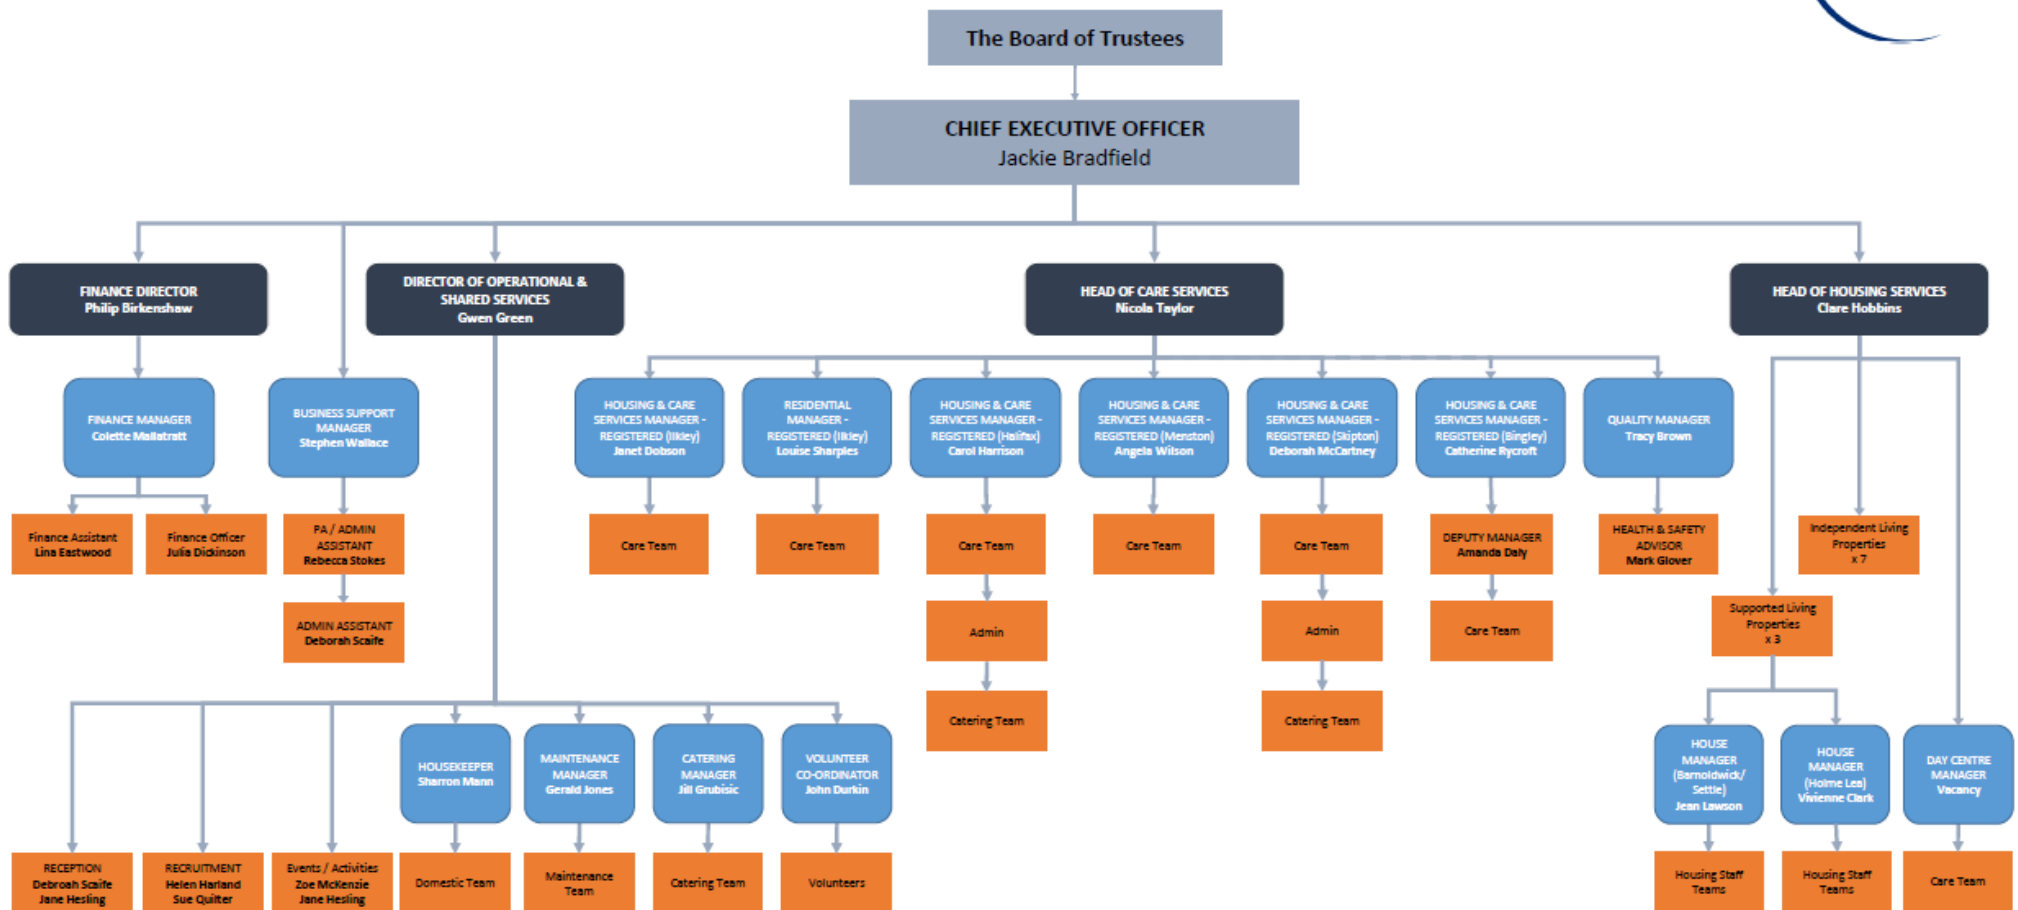 The Board of Trustees
CHIEF EXECUTIVE OFFICER
Jackie Bradfield
FINANCE DIRECTOR
Philip Birkenshaw
DIRECTOR OF OPERATIONAL &
SHARED SERVICES
Gwen Green
HEAD OF CARE SERVICES
Nicola Taylor
HEAD OF HOUSING SERVICES
Clare Hobbins
FINANCE MANAGER
Colette Mallatratt
BUSINESS SUPPORT
MANAGER
Stephen Wallace
HOUSING & CARE
SERVICES MANAGER -
REGISTERED (Ilkley)
Janet Dobson
RESIDENTIAL
MANAGER -
REGISTERED (Ilkley)
Louise Sharples
HOUSING & CARE
SERVICES MANAGER -
REGISTERED (Halifax)
Carol Harrison
HOUSING & CARE
SERVICES MANAGER -
REGISTERED (Menston)
Angela Wilson
HOUSING & CARE
SERVICES MANAGER -
REGISTERED (Skipton)
Deborah McCartney
HOUSING & CARE
SERVICES MANAGER -
REGISTERED (Bingley)
Catherine Rycroft
QUALITY MANAGER
Tracy Brown
Finance Assistant
Lina Eastwood
Finance Officer
Julia Dickinson
PA / ADMIN
ASSISTANT
Rebecca Stokes
Care Team
Care Team
Care Team
Care Team
Care Team
DEPUTY MANAGER
Amanda Daly
HEALTH & SAFETY
ADVISOR
Mark Glover
Independent Living
Properties
x 7
ADMIN ASSISTANT
Deborah Scaife
Admin
Admin
Care Team
Supported Living
Properties
x 3
Catering Team
Catering Team
HOUSEKEEPER
Sharron Mann
MAINTENANCE
MANAGER
Gerald Jones
CATERING
MANAGER
Jill Grubisic
VOLUNTEER
CO-ORDINATOR
John Durkin
HOUSE
MANAGER
(Barnoldwick/
Settle)
Jean Lawson
HOUSE
MANAGER
(Holme Lea)
Vivienne Clark
DAY CENTRE
MANAGER
Vacancy
RECEPTION
Debroah Scaife
Jane Hesling
RECRUITMENT
Helen Harland
Sue Quilter
Events / Activities
Zoe McKenzie
Jane Hesling
Domestic Team
Maintenance
Team
Catering Team
Volunteers
Housing Staff
Teams
Housing Staff
Teams
Care Team